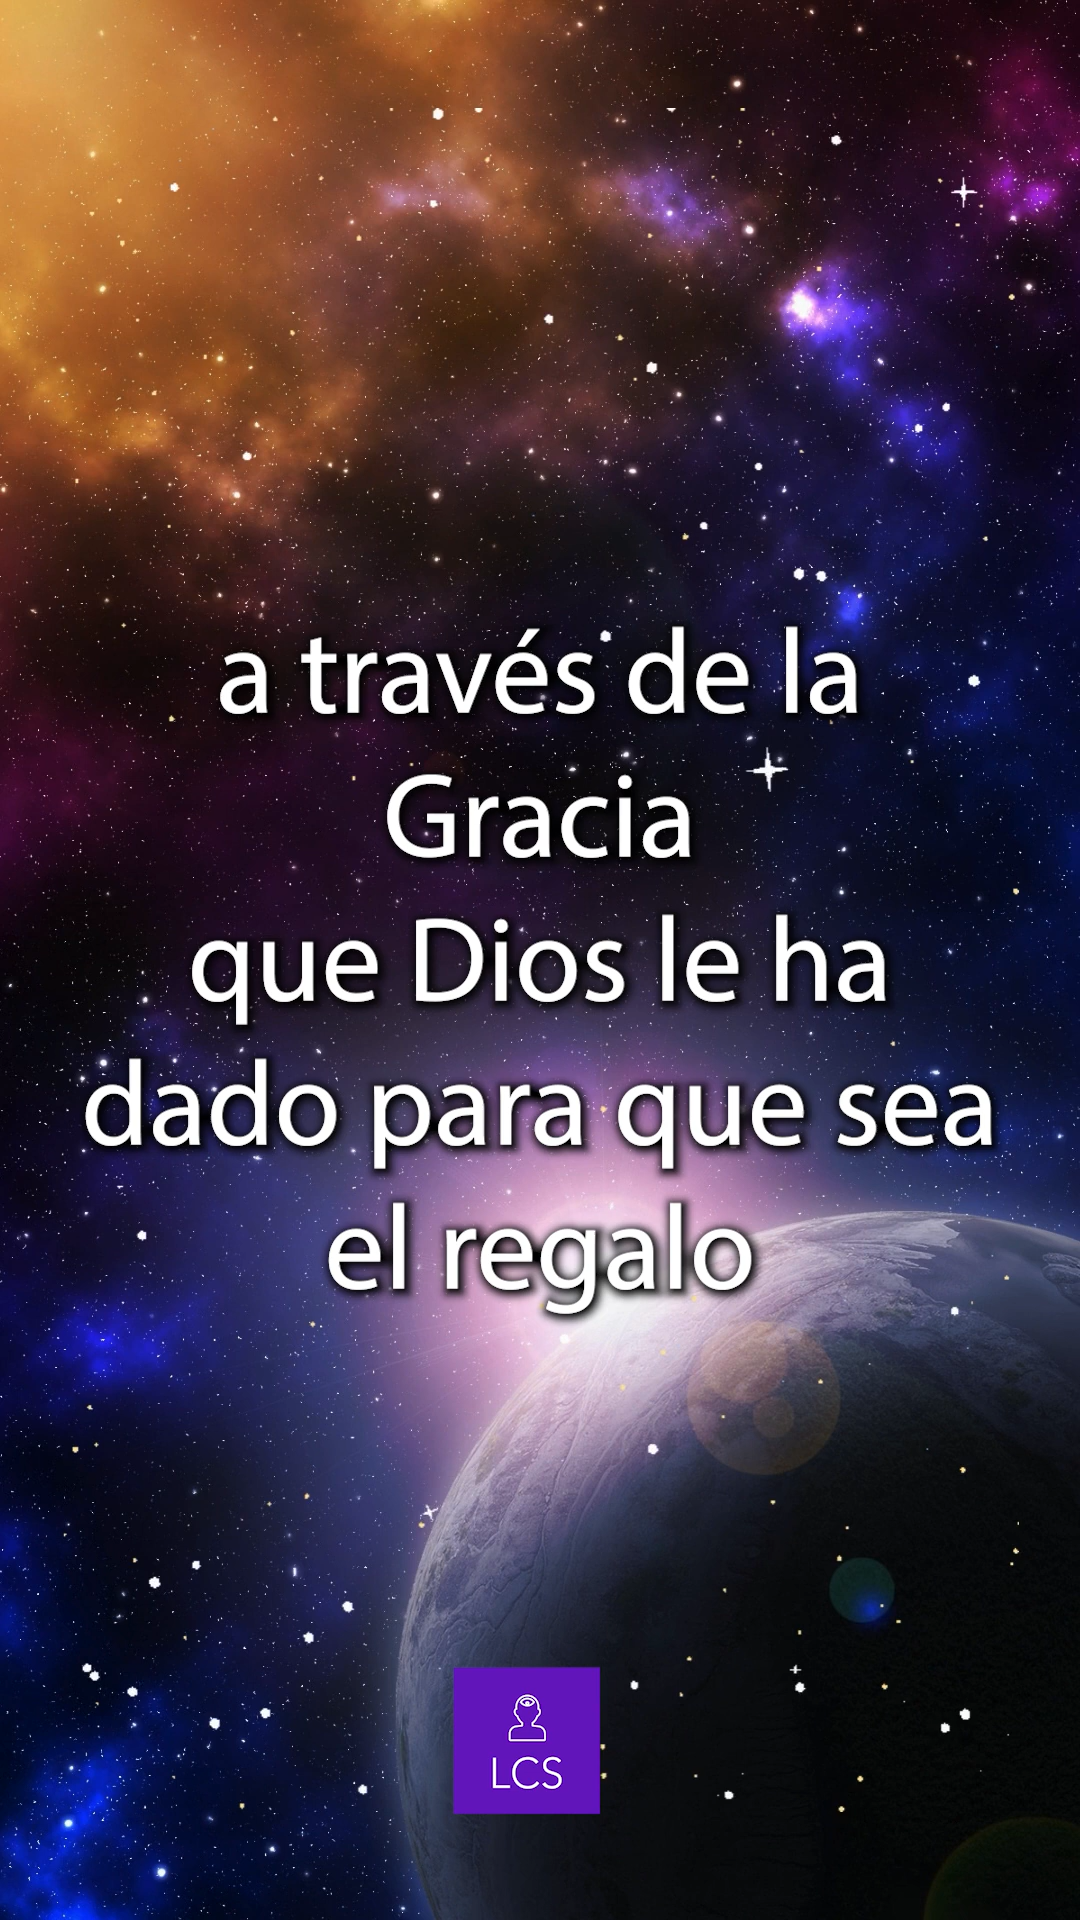 a través de la
Gracia
que Dios le ha
dado para que sea
el regalo
LCS